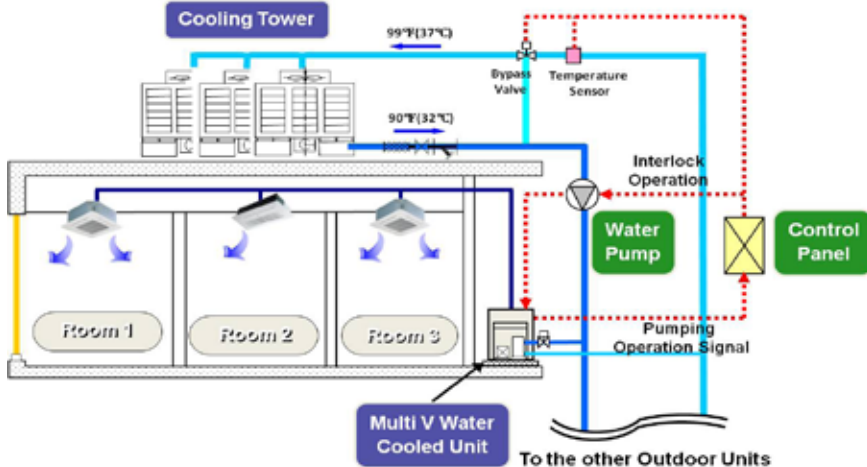 Cooling Tower
99°F(37°C)
Bypass
Valve
Temperature
Sensor
90°F(32°C)
Interlock
Operation
Water
Pump
Control
Panel
Room 1
Room 2
Room 3
Pumping
Operation Signal
Multi V Water
Cooled Unit
To the other Outdoor Units